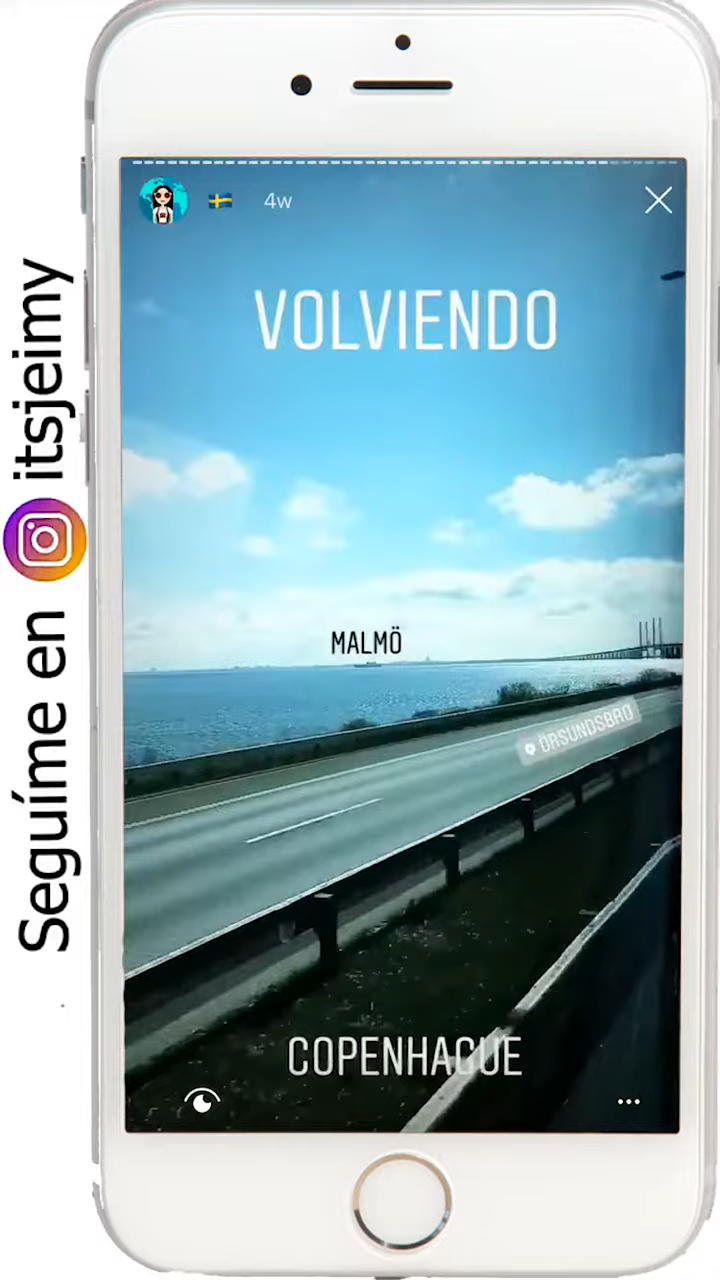 Seguíme en itsjeimy
4w
VOLVIENDO
MALMÖ
ÖRSUNDSBRO
COPENHAGUE